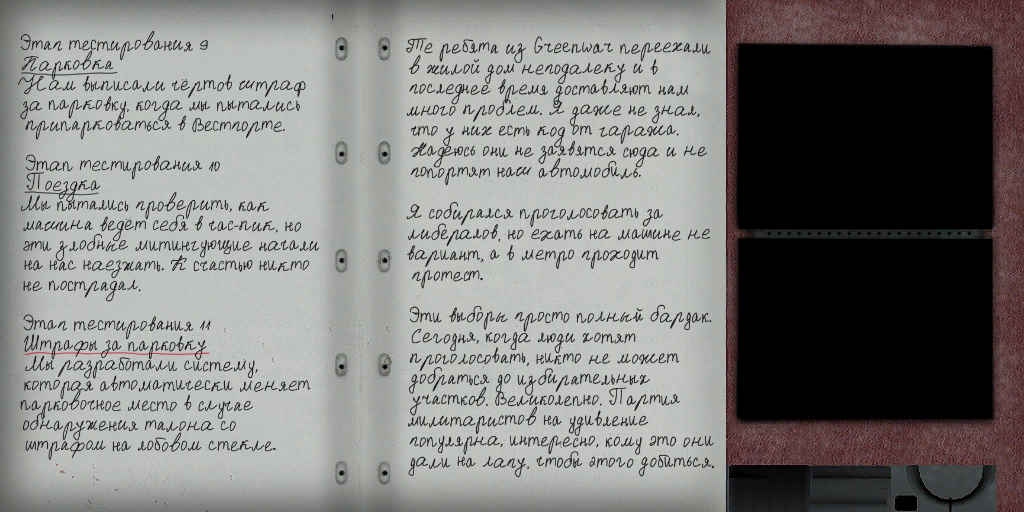 Этап тестирования 9
Парковка
Нам выписали чёртов штраф
за парковку, когда мы пытались
припарковаться в Вестпорте.
Этап тестирования 10
Поездка
Мы пытались проверить, как
машина ведёт себя в час-пик, но
эти злобные митингующие начали
на нас наезжать. К счастью никто
не пострадал.
Этап тестирования 11
Штрафы за парковку
Мы разработали систему,
которая автоматически меняет
парковочное место в случае
обнаружения талона со
штрафом на лобовом стекле.
Те ребята из Greenwar переехали
в жилой дом неподалеку и в
последнее время доставляют нам
много проблем. Я даже не знал,
что у них есть код от гаража.
Надеюсь они не заявятся сюда и не
попортят наш автомобиль.
Я собирался проголосовать за
либералов, но ехать на машине не
вариант, а в метро проходит
протест.
Эти выборы просто полный бардак.
Сегодня, когда люди хотят
проголосовать, никто не может
добраться до избирательных
участков. Великолепно. Партия
милитаристов на удивление
популярна, интересно, кому это они
дали на лапу, чтобы этого добиться.